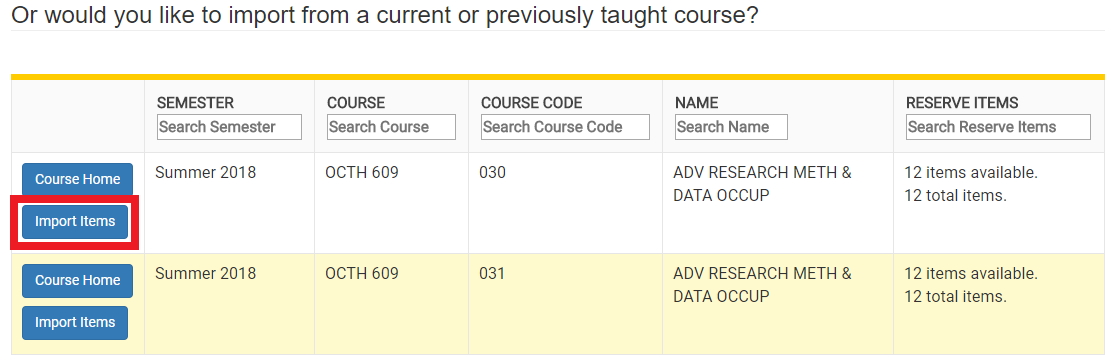 Or would you like to import from a current or previously taught course?
SEMESTER COURSE COURSE CODE NAME RESERVE ITEMS
Search Semester Search Course Search Course Code Search Name Search Reserve Items
Course Home Summer 2018 OCTH 609 030 ADV RESEARCH METH & 12 items available.
DATA OCCUP 12 total items.
Import Items
Course Home Summer 2018 OCTH 609 031 ADV RESEARCH METH & 12 items available.
DATA OCCUP 12 total items.
Import Items